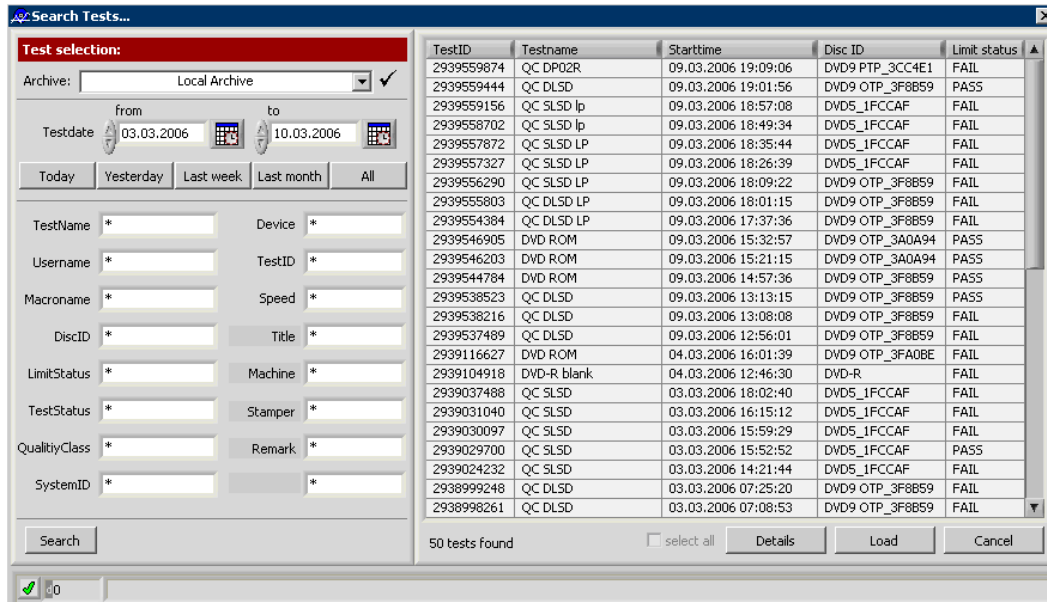 Search Tests...
Test selection:
Archive: Local Archive
from to
Testdate 03.03.2006 10.03.2006
Today Yesterday Last week Last month All
TestName * Device *
Username * TestID *
Macroname * Speed *
DiscID * Title *
LimitStatus * Machine *
TestStatus * Stamper *
QualitiyClass * Remark *
SystemID * *
Search
TestID Testname Starttime Disc ID Limit status
2939559874 QC DP02R 09.03.2006 19:09:06 DVD9 PTP_3CC4E1 FAIL
2939559444 QC DLSD 09.03.2006 19:01:56 DVD9 OTP_3F8B59 PASS
2939559156 QC SLSD lp 09.03.2006 18:57:08 DVD5_1FCCAF FAIL
2939558702 QC SLSD lp 09.03.2006 18:49:34 DVD5_1FCCAF FAIL
2939557872 QC SLSD LP 09.03.2006 18:35:44 DVD5_1FCCAF FAIL
2939557327 QC SLSD LP 09.03.2006 18:26:39 DVD5_1FCCAF FAIL
2939556290 QC SLSD LP 09.03.2006 18:09:22 DVD9 OTP_3F8B59 FAIL
2939555803 QC DLSD LP 09.03.2006 18:01:15 DVD9 OTP_3F8B59 FAIL
2939554384 QC DLSD LP 09.03.2006 17:37:36 DVD9 OTP_3F8B59 FAIL
2939546905 DVD ROM 09.03.2006 15:32:57 DVD9 OTP_3A0A94 PASS
2939546203 DVD ROM 09.03.2006 15:21:15 DVD9 OTP_3A0A94 PASS
2939544784 DVD ROM 09.03.2006 14:57:36 DVD9 OTP_3F8B59 PASS
2939538523 QC DLSD 09.03.2006 13:13:15 DVD9 OTP_3F8B59 PASS
2939538216 QC DLSD 09.03.2006 13:08:08 DVD9 OTP_3F8B59 FAIL
2939537489 QC DLSD 09.03.2006 12:56:01 DVD9 OTP_3F8B59 FAIL
2939116627 DVD ROM 04.03.2006 16:01:39 DVD9 OTP_3FA0BE FAIL
2939104918 DVD-R blank 04.03.2006 12:46:30 DVD-R FAIL
2939037488 QC SLSD 03.03.2006 18:02:40 DVD5_1FCCAF FAIL
2939031040 QC SLSD 03.03.2006 16:15:12 DVD5_1FCCAF FAIL
2939030097 QC SLSD 03.03.2006 15:59:29 DVD5_1FCCAF FAIL
2939029700 QC SLSD 03.03.2006 15:52:52 DVD5_1FCCAF PASS
2939024232 QC SLSD 03.03.2006 14:21:44 DVD5_1FCCAF FAIL
2938999248 QC DLSD 03.03.2006 07:25:20 DVD9 OTP_3F8B59 FAIL
2938998261 QC DLSD 03.03.2006 07:08:53 DVD9 OTP_3F8B59 FAIL
50 tests found select all Details Load Cancel
0